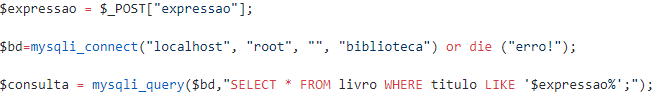 $expressao = $_POST["expressao"];
$bd=mysqli_connect("localhost", "root", "", "biblioteca") or die ("erro!");
$consulta = mysqli_query($bd,"SELECT * FROM livro WHERE titulo LIKE '$expressao%';");